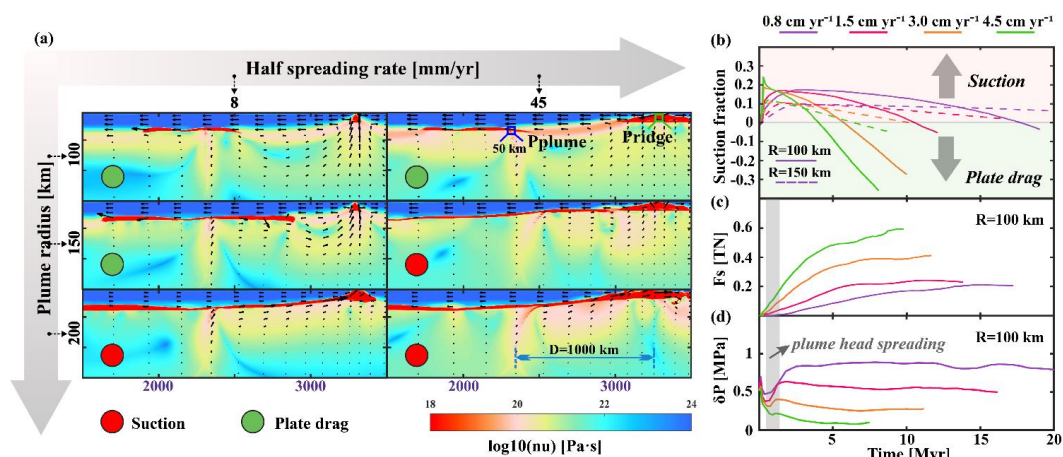 (a)
Half spreading rate [mm/yr]
8
45
Plume radius [km]
100
150
200
50 km
Pplume
Pridge
D=1000 km
2000
3000
2000
3000
Suction
Plate drag
18
20
22
24
log10(nu) [Pa·s]
0.8 cm yr⁻¹
1.5 cm yr⁻¹
3.0 cm yr⁻¹
4.5 cm yr⁻¹
(b)
Suction fraction
0.4
0.3
0.2
0.1
0
-0.1
-0.2
-0.3
Suction
Plate drag
R=100 km
R=150 km
(c)
Fs [TN]
0.6
0.4
0.2
R=100 km
(d)
δP [MPa]
1
0.5
0
plume head spreading
R=100 km
5
10
15
20
Time [Myr]